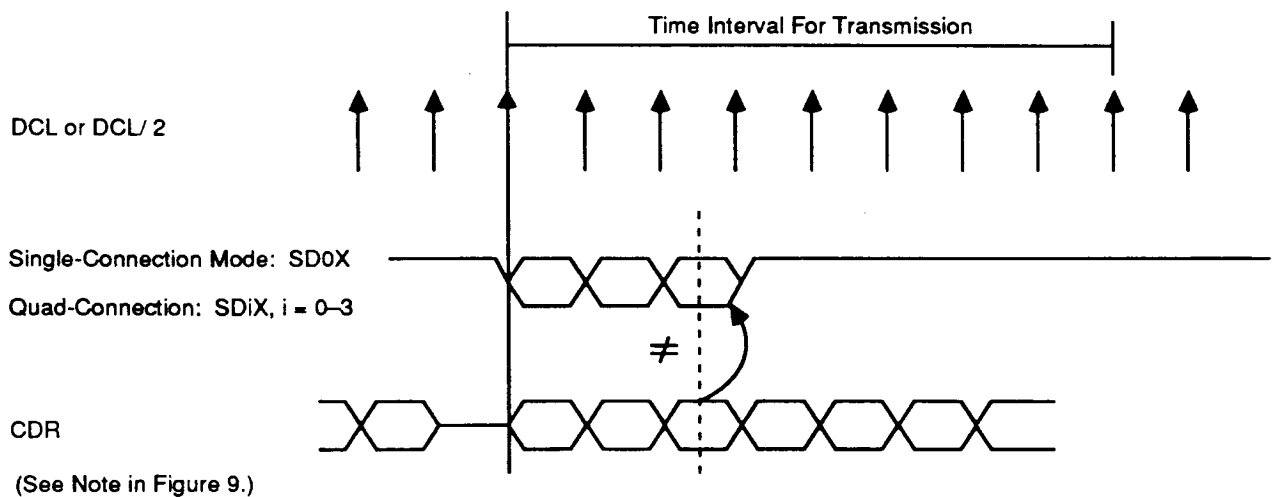 Time Interval For Transmission
DCL or DCL/ 2
Single-Connection Mode: SD0X
Quad-Connection: SDiX, i = 0–3
≠
CDR
(See Note in Figure 9.)